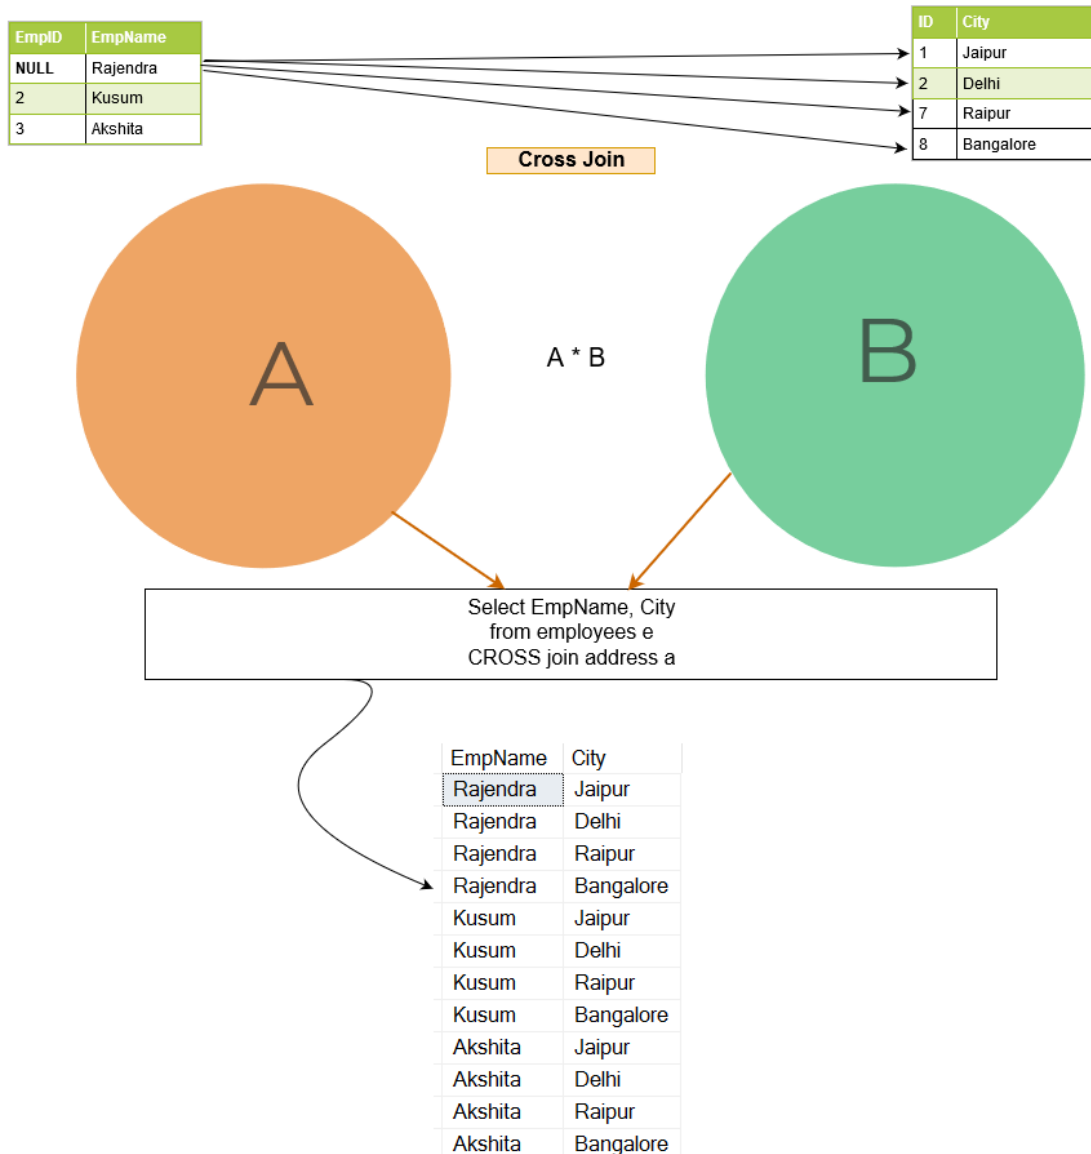 EmpID EmpName
NULL Rajendra
2 Kusum
3 Akshita
ID City
1 Jaipur
2 Delhi
7 Raipur
8 Bangalore
Cross Join
A
A * B
B
Select EmpName, City
from employees e
CROSS join address a
EmpName City
Rajendra Jaipur
Rajendra Delhi
Rajendra Raipur
Rajendra Bangalore
Kusum Jaipur
Kusum Delhi
Kusum Raipur
Kusum Bangalore
Akshita Jaipur
Akshita Delhi
Akshita Raipur
Akshita Bangalore